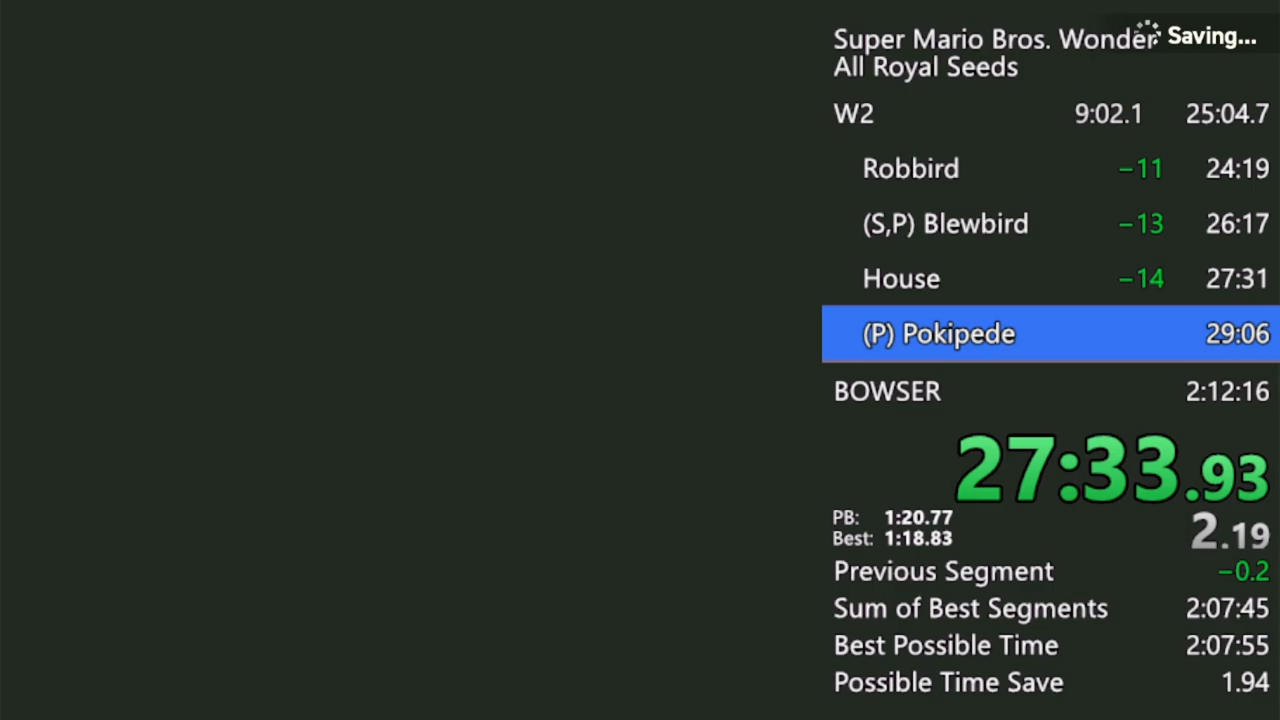 Saving...
Super Mario Bros. Wonder
All Royal Seeds
W2 9:02.1 25:04.7
Robbird −11 24:19
(S,P) Blewbird −13 26:17
House −14 27:31
(P) Pokipede 29:06
BOWSER 2:12:16
27:33.93
PB: 1:20.77
Best: 1:18.83
2.19
Previous Segment −0.2
Sum of Best Segments 2:07:45
Best Possible Time 2:07:55
Possible Time Save 1.94